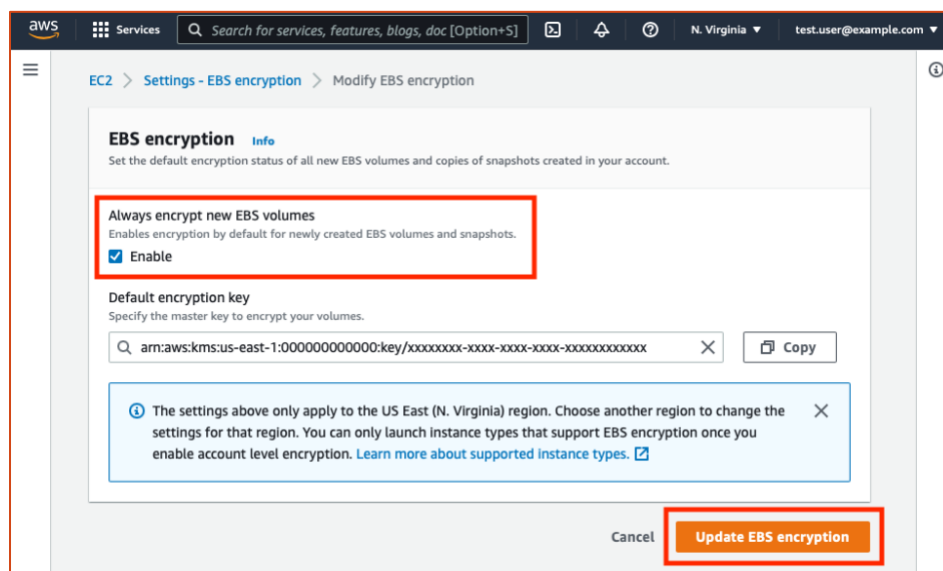 aws
Services
Search for services, features, blogs, doc [Option+S]
N. Virginia
test.user@example.com
EC2 > Settings - EBS encryption > Modify EBS encryption
EBS encryption Info
Set the default encryption status of all new EBS volumes and copies of snapshots created in your account.
Always encrypt new EBS volumes
Enables encryption by default for newly created EBS volumes and snapshots.
Enable
Default encryption key
Specify the master key to encrypt your volumes.
arn:aws:kms:us-east-1:000000000000:key/xxxxxxxx-xxxx-xxxx-xxxx-xxxxxxxxxxxx
Copy
The settings above only apply to the US East (N. Virginia) region. Choose another region to change the
settings for that region. You can only launch instance types that support EBS encryption once you
enable account level encryption. Learn more about supported instance types.
Cancel
Update EBS encryption